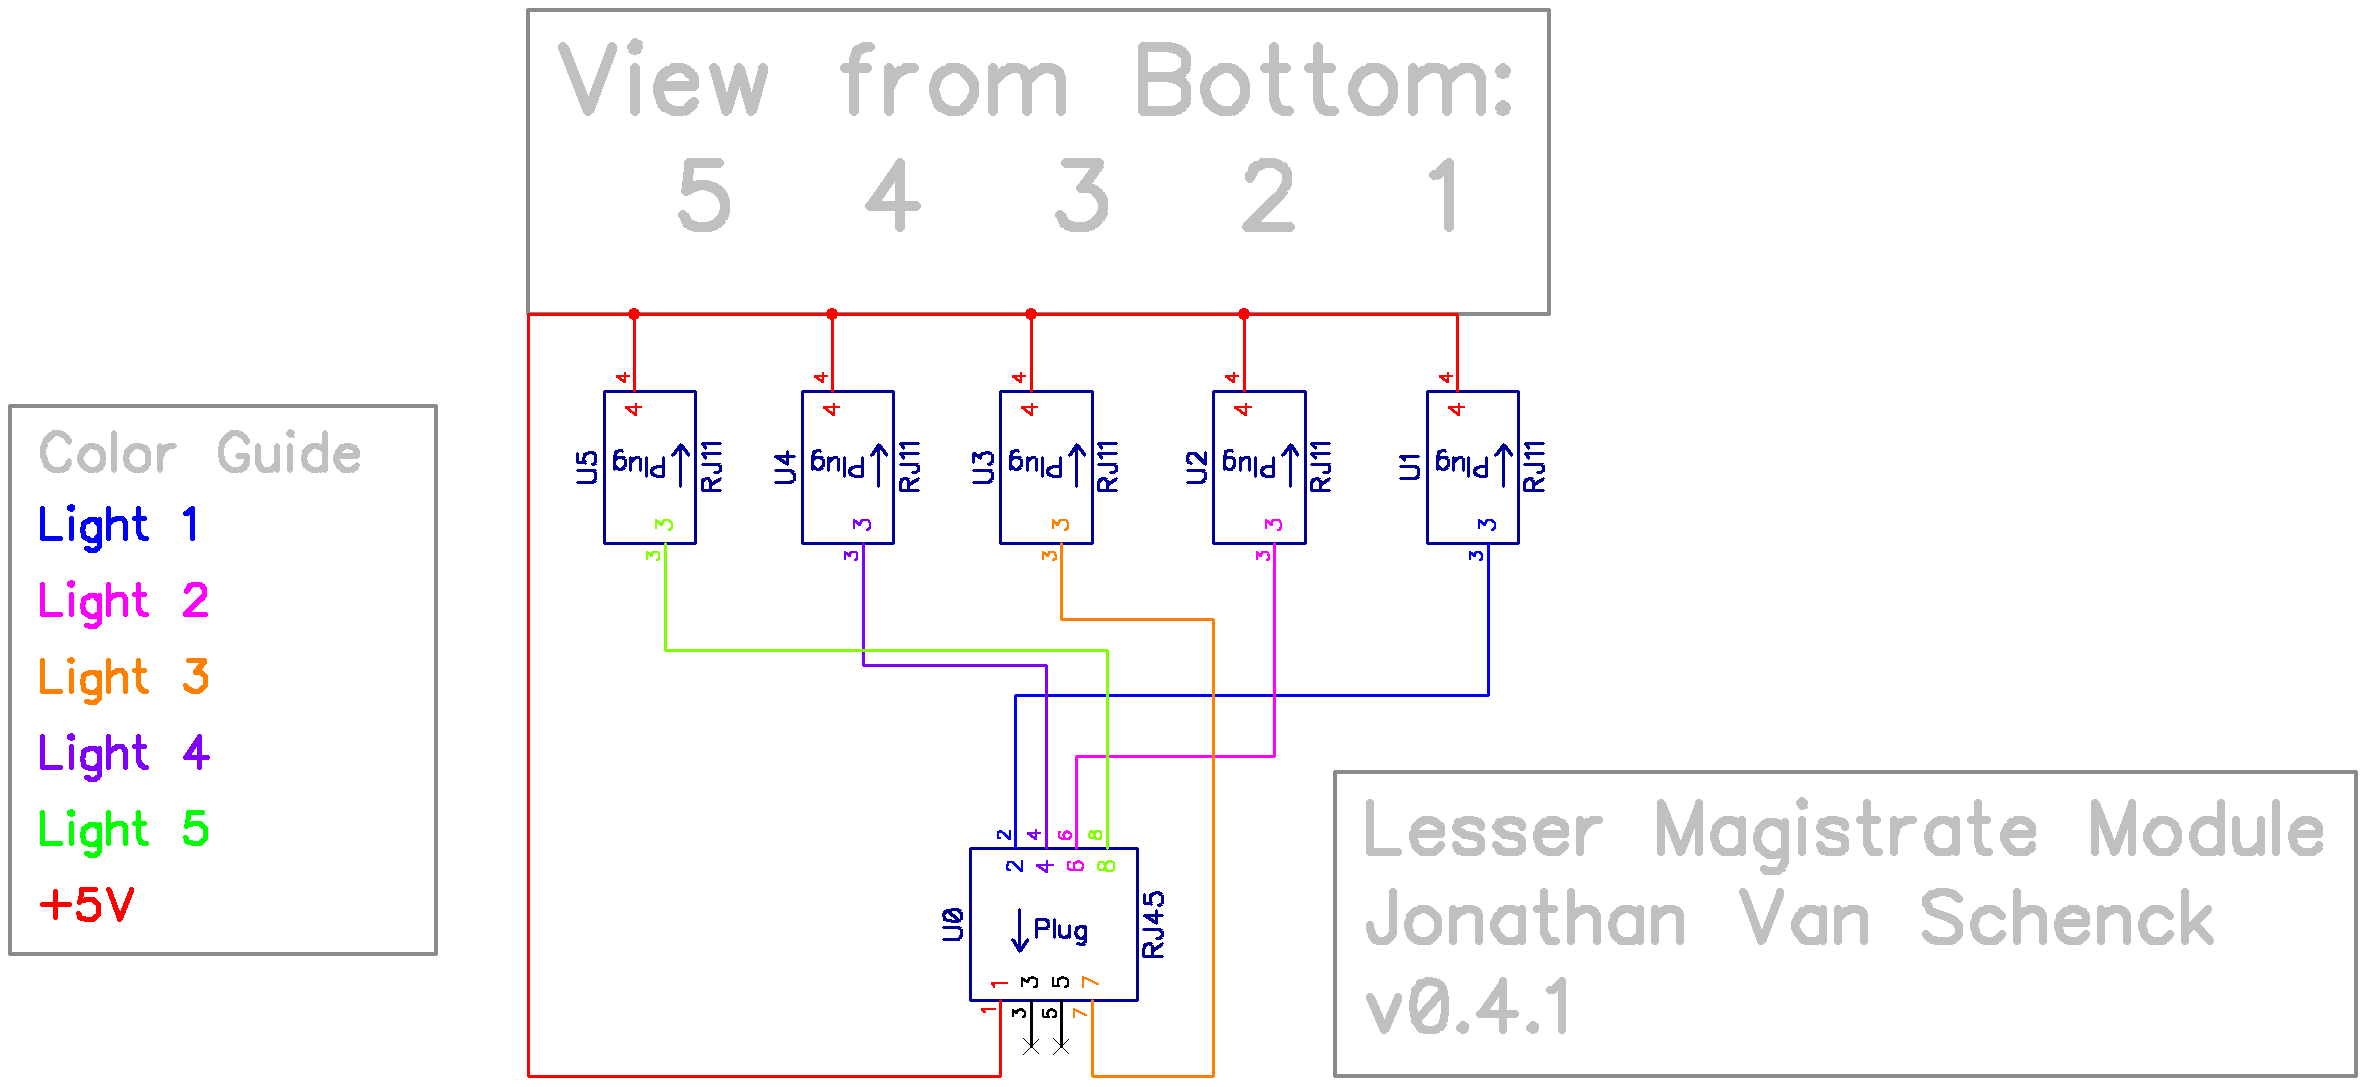 View from Bottom:
5 4 3 2 1
4 4 4 4 4
4 4 4 4 4
U5 Plug RJ11
U4 Plug RJ11
U3 Plug RJ11
U2 Plug RJ11
U1 Plug RJ11
3 3 3 3 3
3 3 3 3 3
Color Guide
Light 1
Light 2
Light 3
Light 4
Light 5
+5V
2 4 6 8
2 4 6 8
U0 Plug RJ45
1 3 5 7
1 3 5 7
Lesser Magistrate Module
Jonathan Van Schenck
v0.4.1